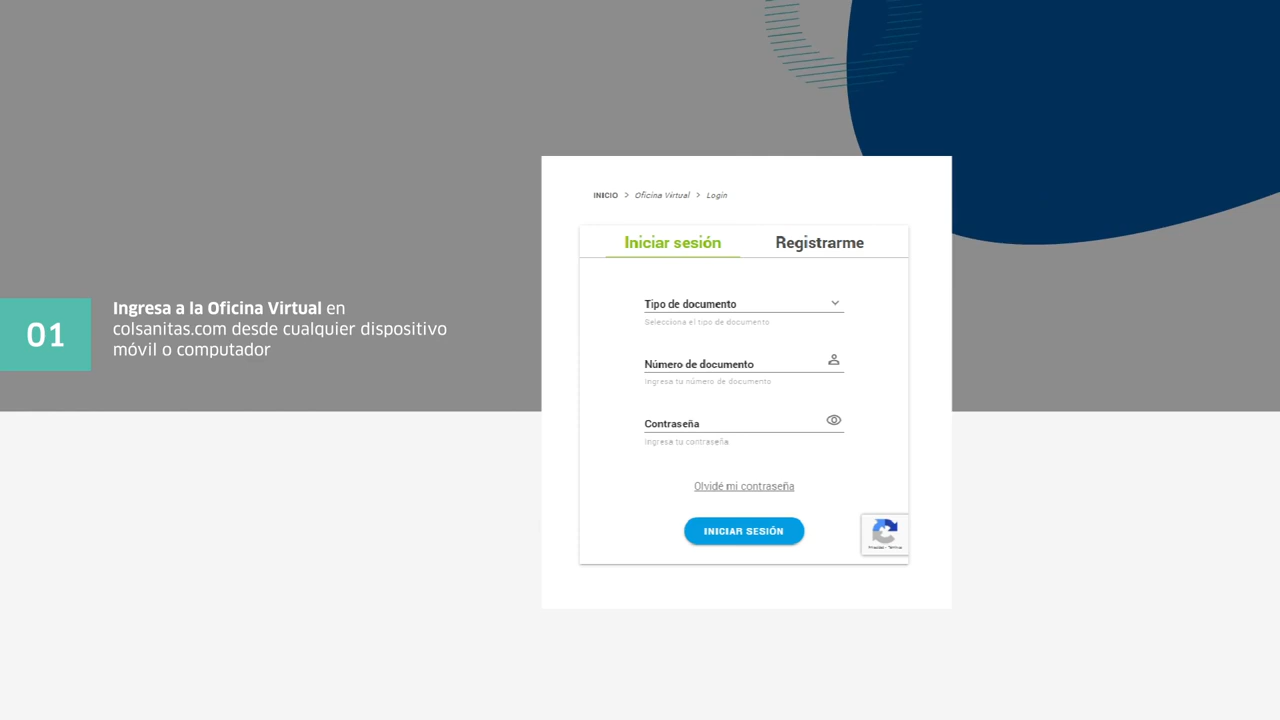 01
Ingresa a la Oficina Virtual en
colsanitas.com desde cualquier dispositivo
móvil o computador
INICIO > Oficina Virtual > Login
Iniciar sesión Registrarme
Tipo de documento
Selecciona el tipo de documento
Número de documento
Ingresa tu número de documento
Contraseña
Ingresa tu contraseña
Olvidé mi contraseña
INICIAR SESIÓN